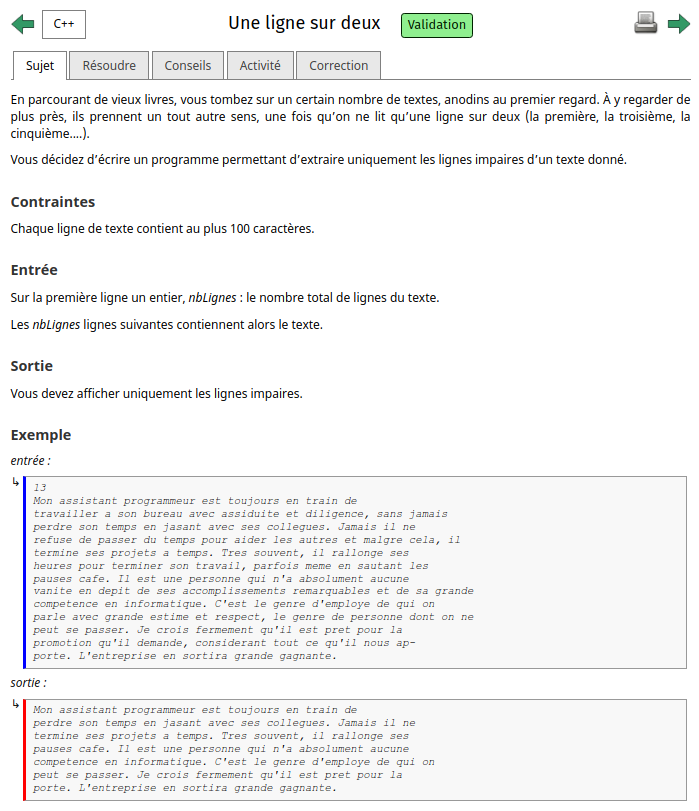 C++
Une ligne sur deux
Validation
Sujet
Résoudre
Conseils
Activité
Correction
En parcourant de vieux livres, vous tombez sur un certain nombre de textes, anodins au premier regard. À y regarder de
plus près, ils prennent un tout autre sens, une fois qu’on ne lit qu’une ligne sur deux (la première, la troisième, la
cinquième....).
Vous décidez d’écrire un programme permettant d’extraire uniquement les lignes impaires d’un texte donné.
Contraintes
Chaque ligne de texte contient au plus 100 caractères.
Entrée
Sur la première ligne un entier, nbLignes : le nombre total de lignes du texte.
Les nbLignes lignes suivantes contiennent alors le texte.
Sortie
Vous devez afficher uniquement les lignes impaires.
Exemple
entrée :
13
Mon assistant programmeur est toujours en train de
travailler a son bureau avec assiduite et diligence, sans jamais
perdre son temps en jasant avec ses collegues. Jamais il ne
refuse de passer du temps pour aider les autres et malgre cela, il
termine ses projets a temps. Tres souvent, il rallonge ses
heures pour terminer son travail, parfois meme en sautant les
pauses cafe. Il est une personne qui n'a absolument aucune
vanite en depit de ses accomplissements remarquables et de sa grande
competence en informatique. C'est le genre d'employe de qui on
parle avec grande estime et respect, le genre de personne dont on ne
peut se passer. Je crois fermement qu'il est pret pour la
promotion qu'il demande, considerant tout ce qu'il nous ap-
porte. L'entreprise en sortira grande gagnante.
sortie :
Mon assistant programmeur est toujours en train de
perdre son temps en jasant avec ses collegues. Jamais il ne
termine ses projets a temps. Tres souvent, il rallonge ses
pauses cafe. Il est une personne qui n'a absolument aucune
competence en informatique. C'est le genre d'employe de qui on
peut se passer. Je crois fermement qu'il est pret pour la
porte. L'entreprise en sortira grande gagnante.